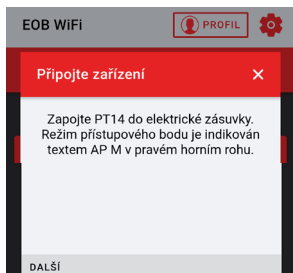 EOB WiFi
PROFIL
Připojte zařízení
Zapojte PT14 do elektrické zásuvky.
Režim přístupového bodu je indikován
textem AP M v pravém horním rohu.
DALŠÍ